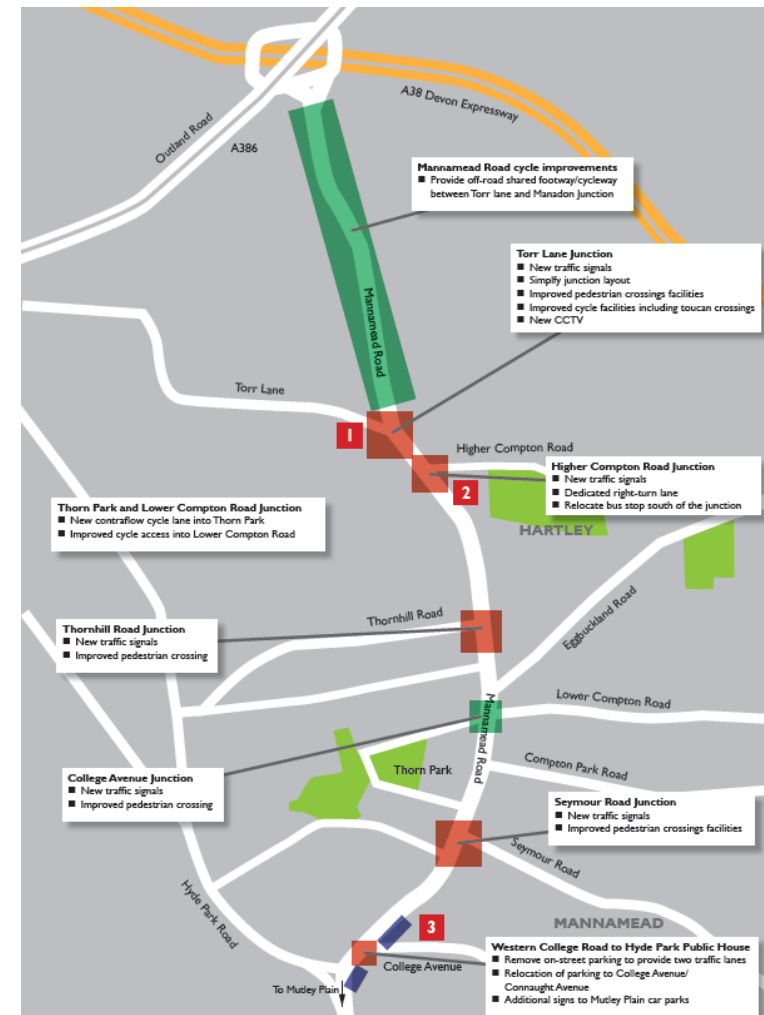 A38 Devon Expressway
Outland Road
A386
Mannamead Road cycle improvements
■ Provide off-road shared footway/cycleway
between Torr lane and Manadon Junction
Torr Lane Junction
■ New traffic signals
■ Simplfy junction layout
■ Improved pedestrian crossings facilities
■ Improved cycle facilities including toucan crossings
■ New CCTV
Mannamead Road
Torr Lane
1
Higher Compton Road
2
Higher Compton Road Junction
■ New traffic signals
■ Dedicated right-turn lane
■ Relocate bus stop south of the junction
HARTLEY
Thorn Park and Lower Compton Road Junction
■ New contraflow cycle lane into Thorn Park
■ Improved cycle access into Lower Compton Road
Thornhill Road
Eggbuckland Road
Thornhill Road Junction
■ New traffic signals
■ Improved pedestrian crossing
Mannamead Road
Lower Compton Road
Compton Park Road
Thorn Park
College Avenue Junction
■ New traffic signals
■ Improved pedestrian crossing
Seymour Road Junction
■ New traffic signals
■ Improved pedestrian crossings facilities
Seymour Road
Hyde Park Road
3
MANNAMEAD
Western College Road to Hyde Park Public House
■ Remove on-street parking to provide two traffic lanes
■ Relocation of parking to College Avenue/
Connaught Avenue
■ Additional signs to Mutley Plain car parks
College Avenue
To Mutley Plain